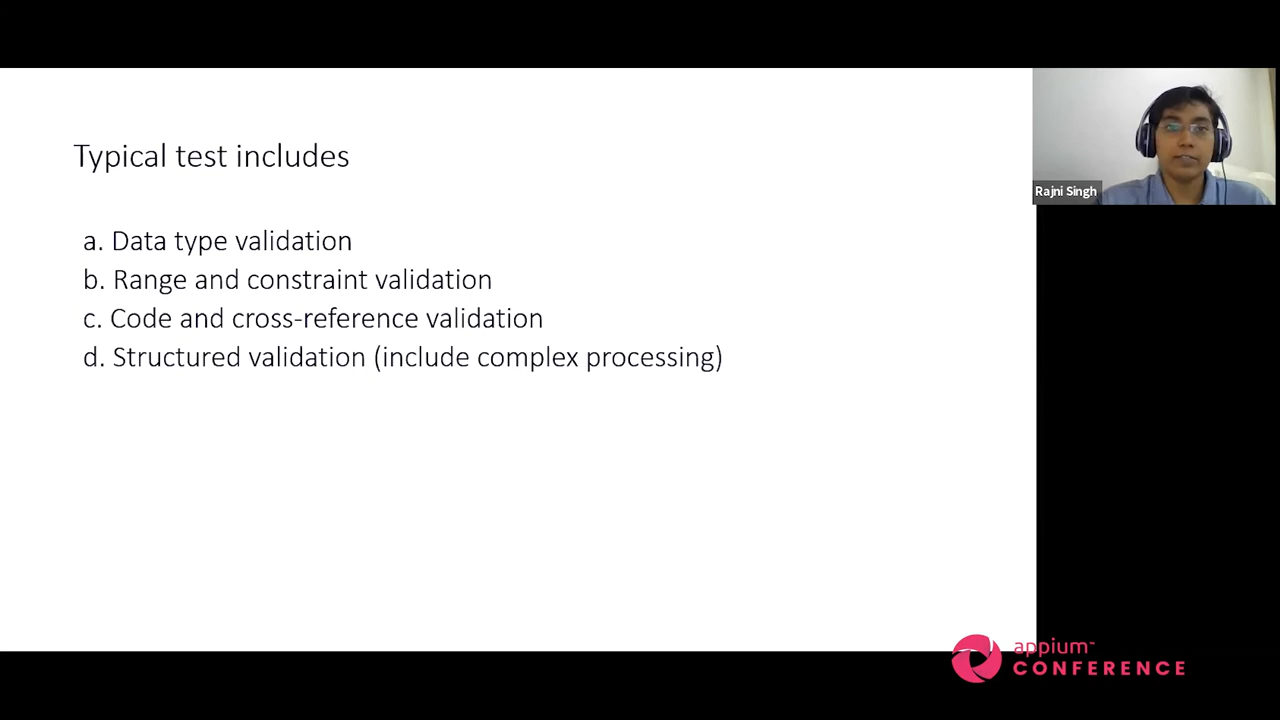 Typical test includes
a. Data type validation
b. Range and constraint validation
c. Code and cross-reference validation
d. Structured validation (include complex processing)
Rajni Singh
appium™
CONFERENCE